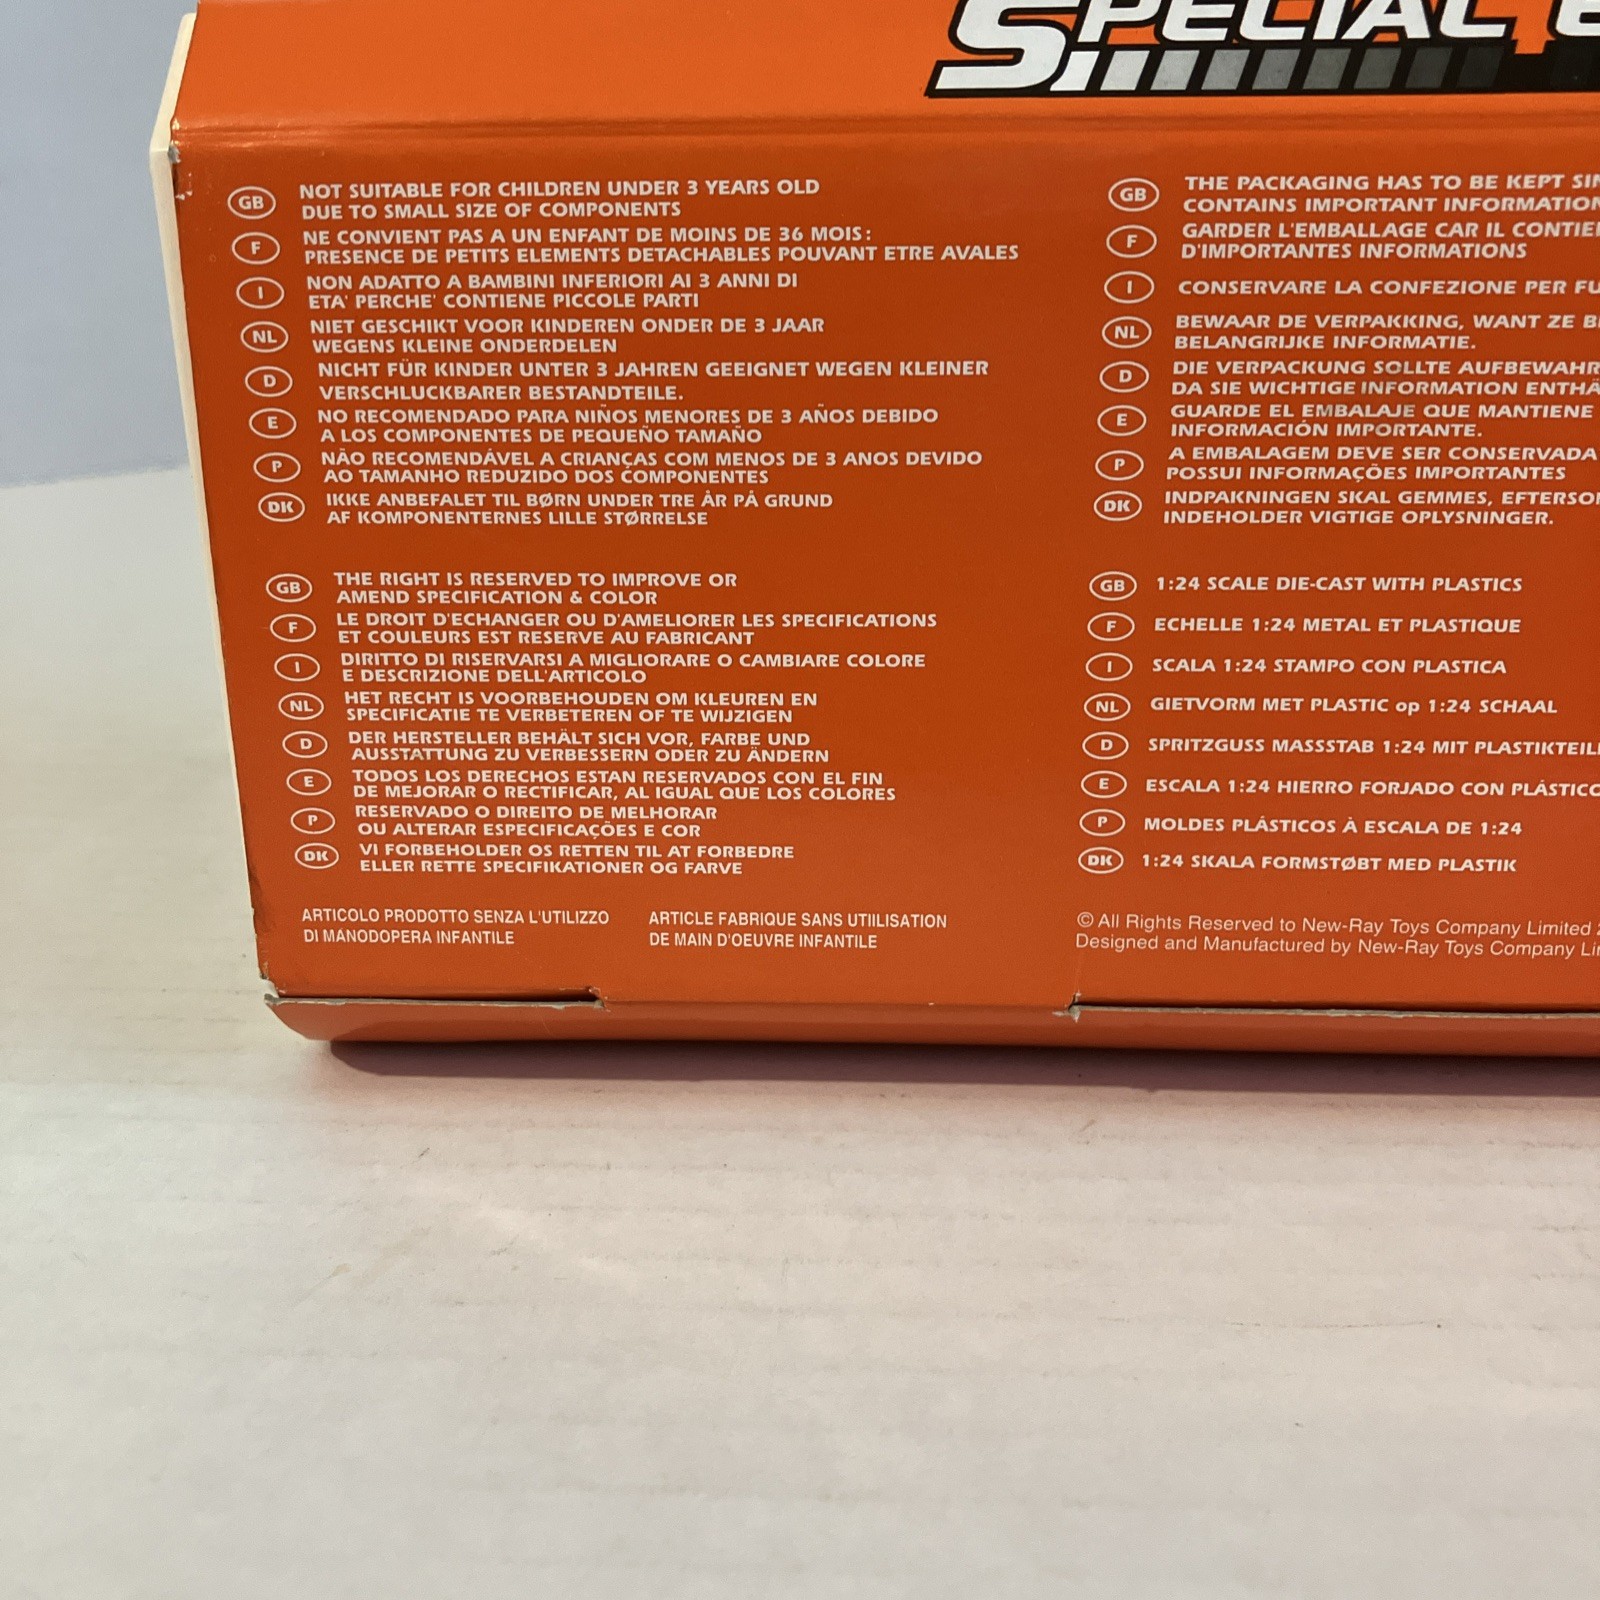 SPECIAL
GB NOT SUITABLE FOR CHILDREN UNDER 3 YEARS OLD
DUE TO SMALL SIZE OF COMPONENTS
F NE CONVIENT PAS A UN ENFANT DE MOINS DE 36 MOIS:
PRESENCE DE PETITS ELEMENTS DETACHABLES POUVANT ETRE AVALES
I NON ADATTO A BAMBINI INFERIORI AI 3 ANNI DI
ETA' PERCHE' CONTIENE PICCOLE PARTI
NL NIET GESCHIKT VOOR KINDEREN ONDER DE 3 JAAR
WEGENS KLEINE ONDERDELEN
D NICHT FÜR KINDER UNTER 3 JAHREN GEEIGNET WEGEN KLEINER
VERSCHLUCKBARER BESTANDTEILE.
E NO RECOMENDADO PARA NIÑOS MENORES DE 3 AÑOS DEBIDO
A LOS COMPONENTES DE PEQUEÑO TAMAÑO
P NÃO RECOMENDÁVEL A CRIANÇAS COM MENOS DE 3 ANOS DEVIDO
AO TAMANHO REDUZIDO DOS COMPONENTES
DK IKKE ANBEFALET TIL BØRN UNDER TRE ÅR PÅ GRUND
AF KOMPONENTERNES LILLE STØRRELSE
GB THE PACKAGING HAS TO BE KEPT
CONTAINS IMPORTANT INFORMATION
F GARDER L'EMBALLAGE CAR IL
D'IMPORTANTES INFORMATIONS
I CONSERVARE LA CONFEZIONE PER
NL BEWAAR DE VERPAKKING, WANT ZE
BELANGRIJKE INFORMATIE.
D DIE VERPACKUNG SOLLTE
DA SIE WICHTIGE INFORMATION
E GUARDE EL EMBALAJE QUE MANTIENE
INFORMACIÓN IMPORTANTE.
P A EMBALAGEM DEVE SER CONSERVADA
POSSUI INFORMAÇÕES IMPORTANTES
DK INDPAKNINGEN SKAL GEMMES,
INDEHOLDER VIGTIGE OPLYSNINGER.
GB THE RIGHT IS RESERVED TO IMPROVE OR
AMEND SPECIFICATION & COLOR
F LE DROIT D'ECHANGER OU D'AMELIORER LES SPECIFICATIONS
ET COULEURS EST RESERVE AU FABRICANT
I DIRITTO DI RISERVARSI A MIGLIORARE O CAMBIARE COLORE
E DESCRIZIONE DELL'ARTICOLO
NL HET RECHT IS VOORBEHOUDEN OM KLEUREN EN
SPECIFICATIE TE VERBETEREN OF TE WIJZIGEN
D DER HERSTELLER BEHÄLT SICH VOR, FARBE UND
AUSSTATTUNG ZU VERBESSERN ODER ZU ÄNDERN
E TODOS LOS DERECHOS ESTAN RESERVADOS CON EL FIN
DE MEJORAR O RECTIFICAR, AL IGUAL QUE LOS COLORES
P RESERVADO O DIREITO DE MELHORAR
OU ALTERAR ESPECIFICAÇÕES E COR
DK VI FORBEHOLDER OS RETTEN TIL AT FORBEDRE
ELLER RETTE SPECIFIKATIONER OG FARVE
GB 1:24 SCALE DIE-CAST WITH PLASTICS
F ECHELLE 1:24 METAL ET PLASTIQUE
I SCALA 1:24 STAMPO CON PLASTICA
NL GIETVORM MET PLASTIC op 1:24 SCHAAL
D SPRITZGUSS MASSSTAB 1:24 MIT
E ESCALA 1:24 HIERRO FORJADO CON
P MOLDES PLÁSTICOS À ESCALA DE 1:24
DK 1:24 SKALA FORMSTØBT MED PLASTIK
ARTICOLO PRODOTTO SENZA L'UTILIZZO
DI MANODOPERA INFANTILE
ARTICLE FABRIQUE SANS UTIILISATION
DE MAIN D'OEUVRE INFANTILE
© All Rights Reserved to New-Ray Toys Company Limited
Designed and Manufactured by New-Ray Toys Company